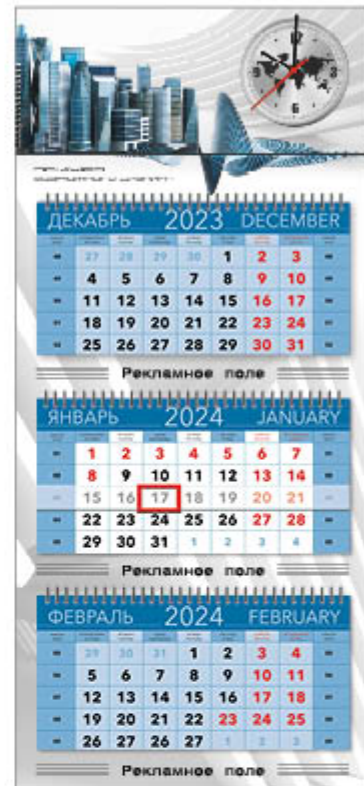 ДЕКАБРЬ 2023 DECEMBER
27 28 29 30 1 2 3
4 5 6 7 8 9 10
11 12 13 14 15 16 17
18 19 20 21 22 23 24
25 26 27 28 29 30 31
Рекламное поле
ЯНВАРЬ 2024 JANUARY
1 2 3 4 5 6 7
8 9 10 11 12 13 14
15 16 17 18 19 20 21
22 23 24 25 26 27 28
29 30 31 1 2 3 4
Рекламное поле
ФЕВРАЛЬ 2024 FEBRUARY
29 30 31 1 2 3 4
5 6 7 8 9 10 11
12 13 14 15 16 17 18
19 20 21 22 23 24 25
26 27 26 27 1 2 3
Рекламное поле